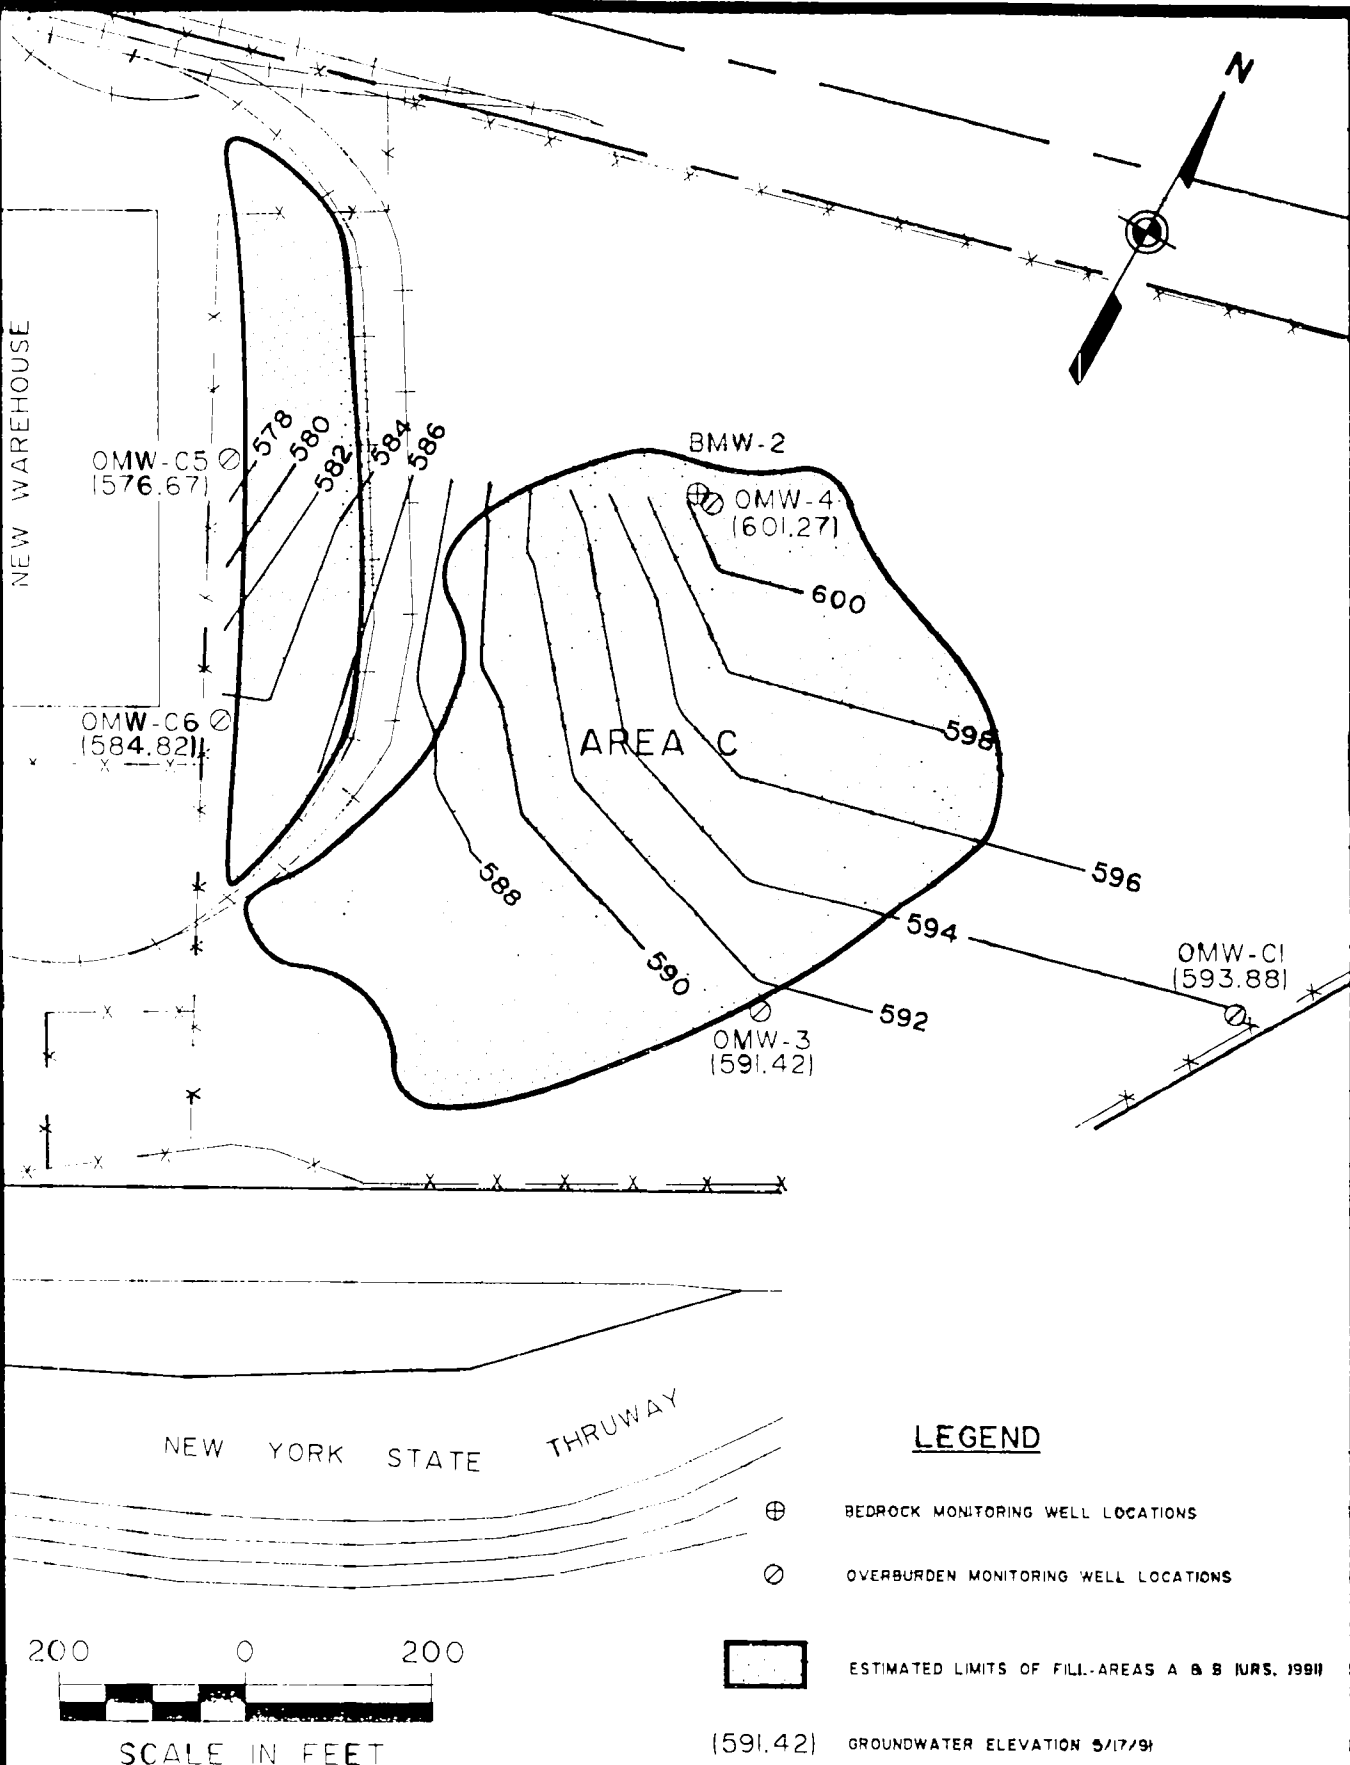 N
NEW WAREHOUSE
578
580
582
584
586
OMW-C5
(576.67)
BMW-2
OMW-4
(601.27)
600
598
OMW-C6
(584.82)
AREA C
588
596
594
590
592
OMW-C1
(593.88)
OMW-3
(591.42)
NEW YORK STATE THRUWAY
LEGEND
BEDROCK MONITORING WELL LOCATIONS
OVERBURDEN MONITORING WELL LOCATIONS
ESTIMATED LIMITS OF FILL-AREAS A & B (URS, 1991)
(591.42) GROUNDWATER ELEVATION 5/17/91
200 0 200
SCALE IN FEET